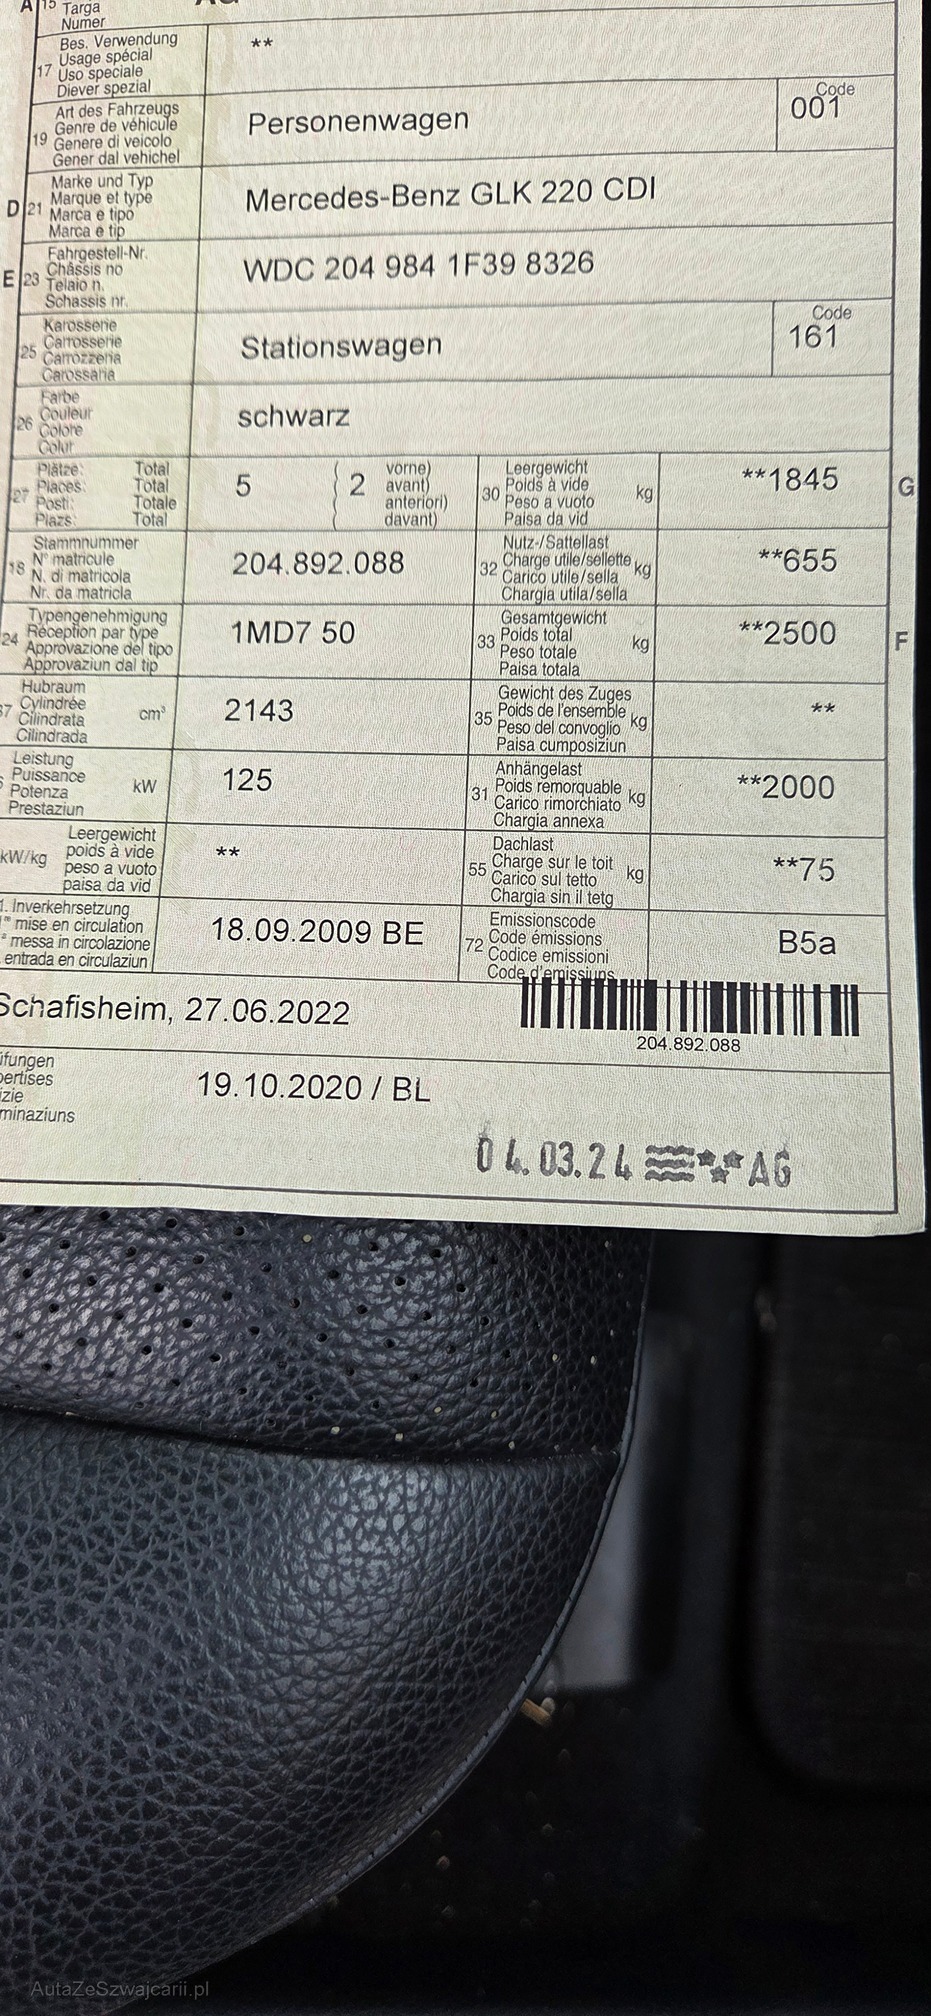 A 15 Targa
Numer
Bes. Verwendung
Usage spécial
17 Uso speciale
Diever spezial
**
Art des Fahrzeugs
Genre de véhicule
19 Genere di veicolo
Gener dal vehichel
Personenwagen
Code
001
Marke und Typ
D 21 Marque et type
Marca e tipo
Marca e tip
Mercedes-Benz GLK 220 CDI
Fahrgestell-Nr.
E 23 Châssis no
Telaio n.
Schassis nr.
WDC 204 984 1F39 8326
Karosserie
25 Carrosserie
Carrozzeria
Carossaria
Stationswagen
Code
161
Farbe
26 Couleur
Colore
Colur
schwarz
Plätze: Total
27 Places: Total
Posti: Totale
Plazs: Total
5 ( 2 vorne)
avant)
anteriori)
davant)
Leergewicht
30 Poids à vide kg
Peso a vuoto
Paisa da vid
**1845 G
Stammnummer
18 N° matricule
N. di matricola
Nr. da matricla
204.892.088
Nutz-/Sattellast
32 Charge utile/sellette kg
Carico utile/sella
Chargia utila/sella
**655
Typengenehmigung
24 Réception par type
Approvazione del tipo
Approvaziun dal tip
1MD7 50
Gesamtgewicht
33 Poids total kg
Peso totale
Paisa totala
**2500 F
Hubraum
7 Cylindrée cm³
Cilindrata
Cilindrada
2143
Gewicht des Zuges
35 Poids de l'ensemble kg
Peso del convoglio
Paisa cumposiziun
**
Leistung
Puissance kW
Potenza
Prestaziun
125
Anhängelast
31 Poids remorquable kg
Carico rimorchiato
Chargia annexa
**2000
Leergewicht
kW/kg poids à vide
peso a vuoto
paisa da vid
**
Dachlast
55 Charge sur le toit kg
Carico sul tetto
Chargia sin il tetg
**75
1. Inverkehrsetzung
mise en circulation
messa in circolazione
entrada en circulaziun
18.09.2009 BE
Emissionscode
72 Code émissions
Codice emissioni
Code d'emissiuns
B5a
Schafisheim, 27.06.2022
204.892.088
19.10.2020 / BL
04.03.24 AG
AutaZeSzwajcarii.pl